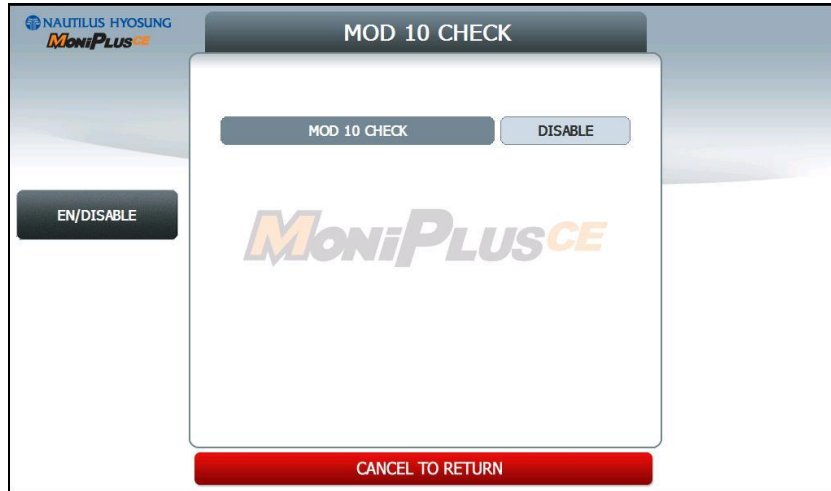 NAUTILUS HYOSUNG
MoniPlusCE
MOD 10 CHECK
MOD 10 CHECK DISABLE
EN/DISABLE
MoniPlusCE
CANCEL TO RETURN